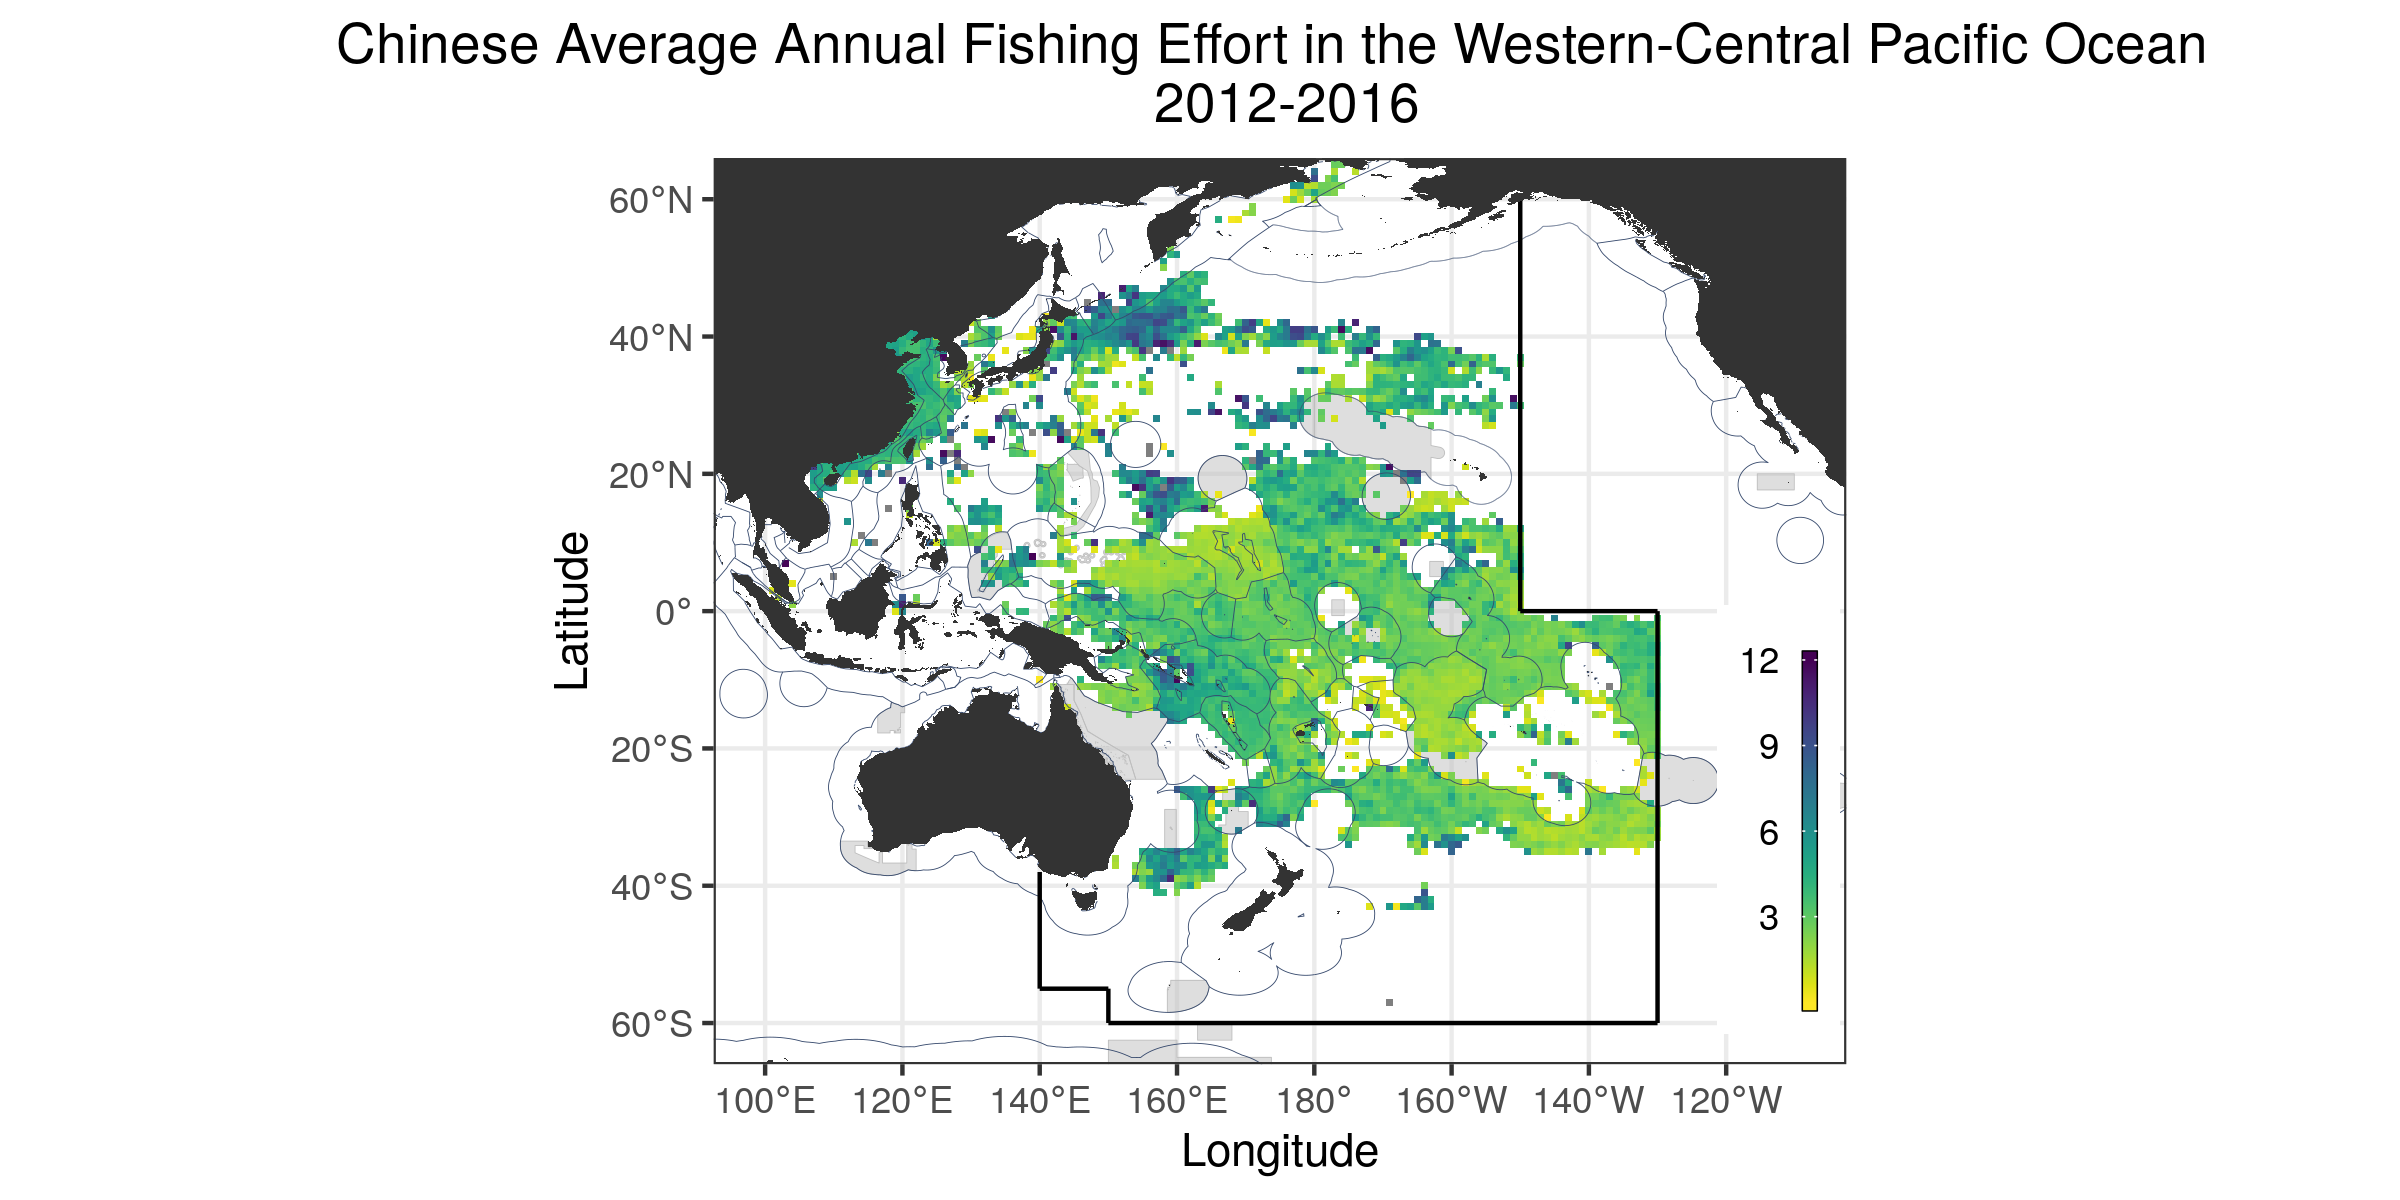 Chinese Average Annual Fishing Effort in the Western-Central Pacific Ocean
2012-2016
60°N
40°N
20°N
0°
20°S
40°S
60°S
Latitude
12
9
6
3
100°E 120°E 140°E 160°E 180° 160°W 140°W 120°W
Longitude